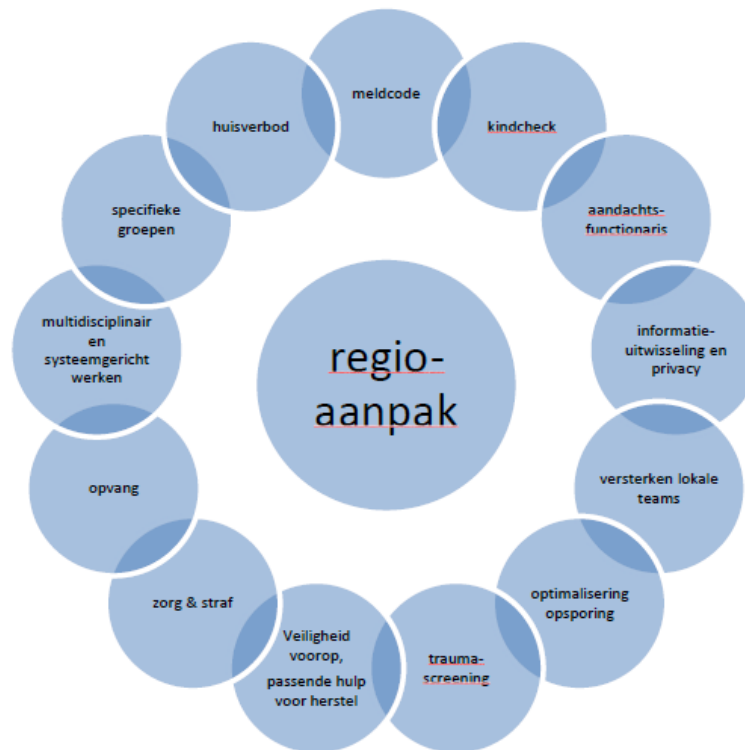 meldcode
kindcheck
aandachts-
functionaris
informatie-
uitwisseling en
privacy
versterken lokale
teams
optimalisering
opsporing
trauma-
screening
Veiligheid
voorop,
passende hulp
voor herstel
zorg & straf
opvang
multidisciplinair
en
systeemgericht
werken
specifieke
groepen
huisverbod
regio-
aanpak